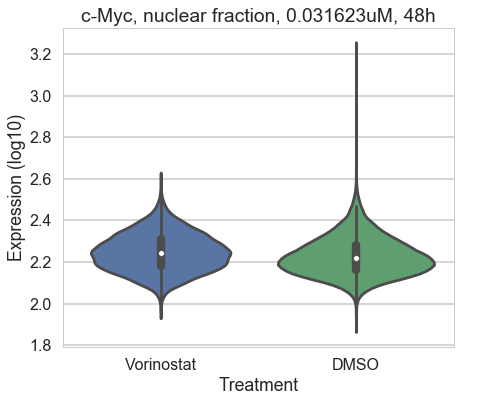 c-Myc, nuclear fraction, 0.031623uM, 48h
Expression (log10)
3.2
3.0
2.8
2.6
2.4
2.2
2.0
1.8
Vorinostat DMSO
Treatment